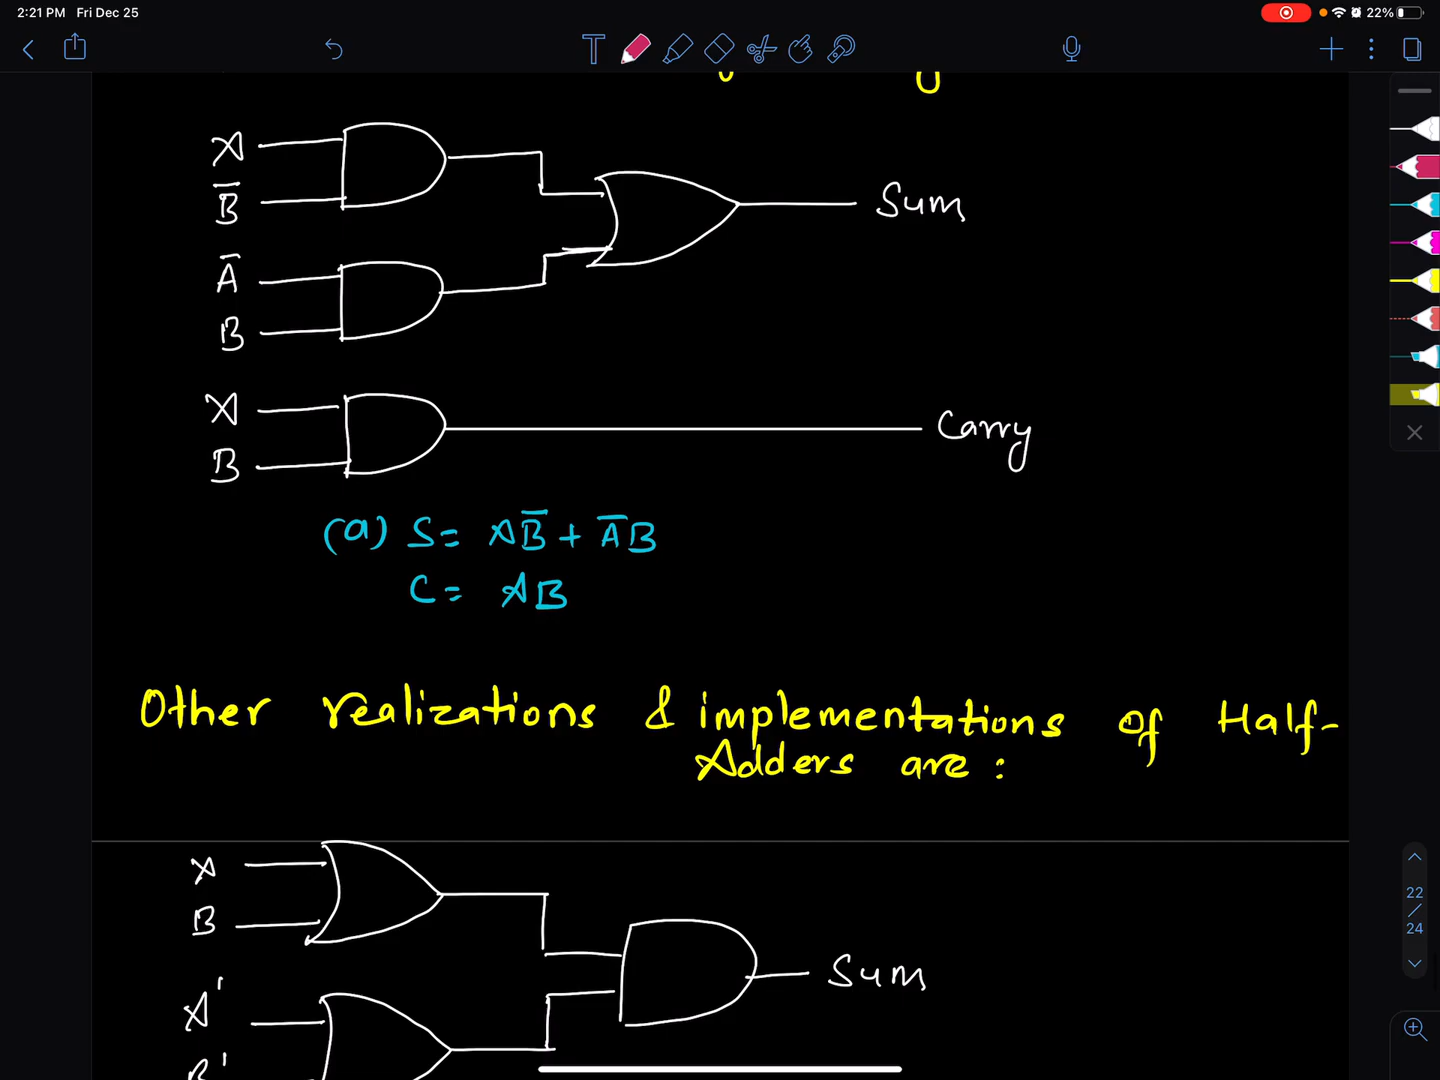 2:21 PM Fri Dec 25
22%
A
B̅
Sum
A̅
B
A
B
Carry
(a) S= AB̅ + A̅B
C= AB
Other realizations & implementations of Half-
Adders are:
A
B
Sum
A'
B'
22
/
24